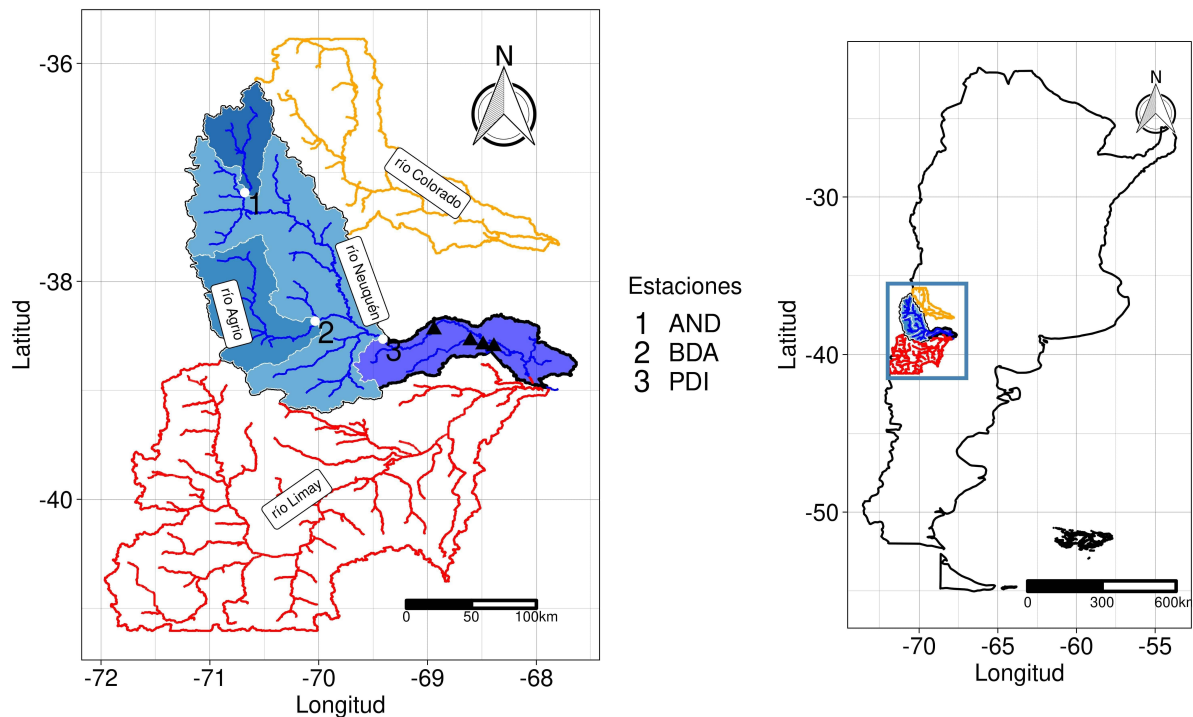 N
-36
-38
-40
Latitud
-72
-71
-70
-69
-68
Longitud
río Colorado
río Neuquén
río Agrio
río Limay
1
2
3
0
50
100km
Estaciones
1 AND
2 BDA
3 PDI
N
-30
-40
-50
Latitud
-70
-65
-60
-55
Longitud
0
300
600km